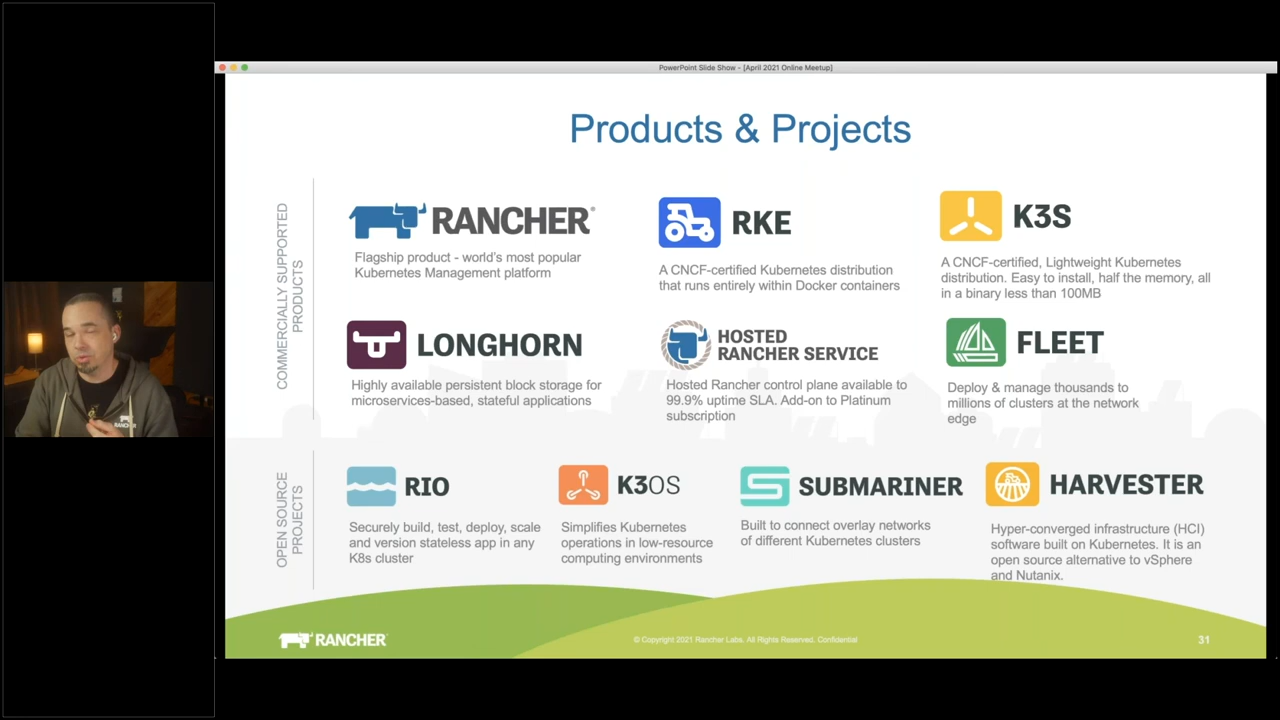 PowerPoint Slide Show - [April 2021 Online Meetup]
Products & Projects
COMMERCIALLY SUPPORTED
PRODUCTS
RANCHER®
Flagship product - world's most popular
Kubernetes Management platform
RKE
A CNCF-certified Kubernetes distribution
that runs entirely within Docker containers
K3S
A CNCF-certified, Lightweight Kubernetes
distribution. Easy to install, half the memory, all
in a binary less than 100MB
LONGHORN
Highly available persistent block storage for
microservices-based, stateful applications
HOSTED
RANCHER SERVICE
Hosted Rancher control plane available to
99.9% uptime SLA. Add-on to Platinum
subscription
FLEET
Deploy & manage thousands to
millions of clusters at the network
edge
OPEN SOURCE
PROJECTS
RIO
Securely build, test, deploy, scale
and version stateless app in any
K8s cluster
K3OS
Simplifies Kubernetes
operations in low-resource
computing environments
SUBMARINER
Built to connect overlay networks
of different Kubernetes clusters
HARVESTER
Hyper-converged infrastructure (HCI)
software built on Kubernetes. It is an
open source alternative to vSphere
and Nutanix.
RANCHER
© Copyright 2021 Rancher Labs. All Rights Reserved. Confidential
31